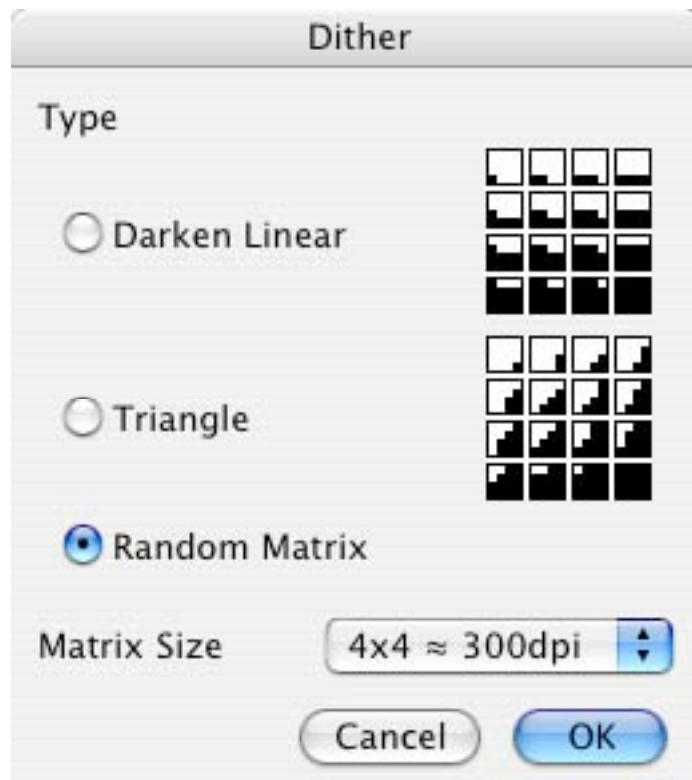 Dither
Type
Darken Linear
Triangle
Random Matrix
Matrix Size 4x4 ≈ 300dpi
Cancel OK